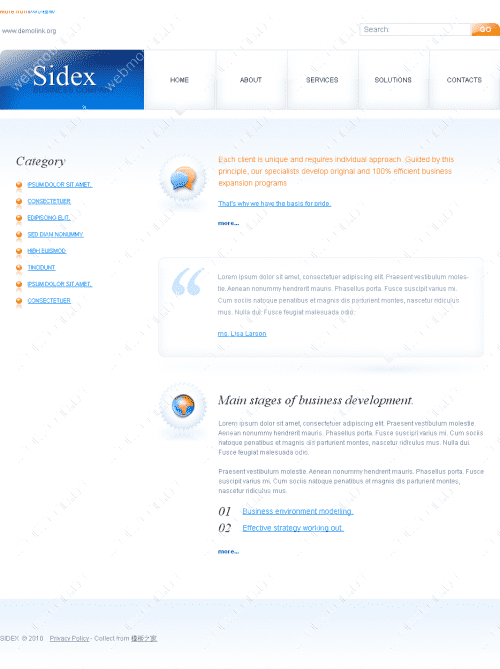 www.demolink.org
Search
GO
Sidex
HOME
ABOUT
SERVICES
SOLUTIONS
CONTACTS
Category
IPSUM DOLOR SIT AMET,
CONSECTETUER
EDIPISCING ELIT,
SED DIAM NONUMMY
NIBH EUISMOD
TINCIDUNT
IPSUM DOLOR SIT AMET,
CONSECTETUER
Each client is unique and requires individual approach. Guided by this
principle, our specialists develop original and 100% efficient business
expansion programs
That's why we have the basis for pride.
more...
Lorem ipsum dolor sit amet, consectetuer adipiscing elit. Praesent vestibulum moles-
tie. Aenean nonummy hendrerit mauris. Phasellus porta. Fusce suscipit varius mi.
Cum sociis natoque penatibus et magnis dis parturient montes, nascetur ridiculus
mus. Nulla dui. Fusce feugiat malesuada odio.
ms. Lisa Larson
Main stages of business development.
Lorem ipsum dolor sit amet, consectetuer adipiscing elit. Praesent vestibulum molestie.
Aenean nonummy hendrerit mauris. Phasellus porta. Fusce suscipit varius mi. Cum sociis
natoque penatibus et magnis dis parturient montes, nascetur ridiculus mus. Nulla dui.
Fusce feugiat malesuada odio.
Praesent vestibulum molestie. Aenean nonummy hendrerit mauris. Phasellus porta. Fusce
suscipit varius mi. Cum sociis natoque penatibus et magnis dis parturient montes,
nascetur ridiculus mus.
01 Business environment modelling.
02 Effective strategy working out.
more...
SIDEX © 2010 Privacy Policy - Collect from